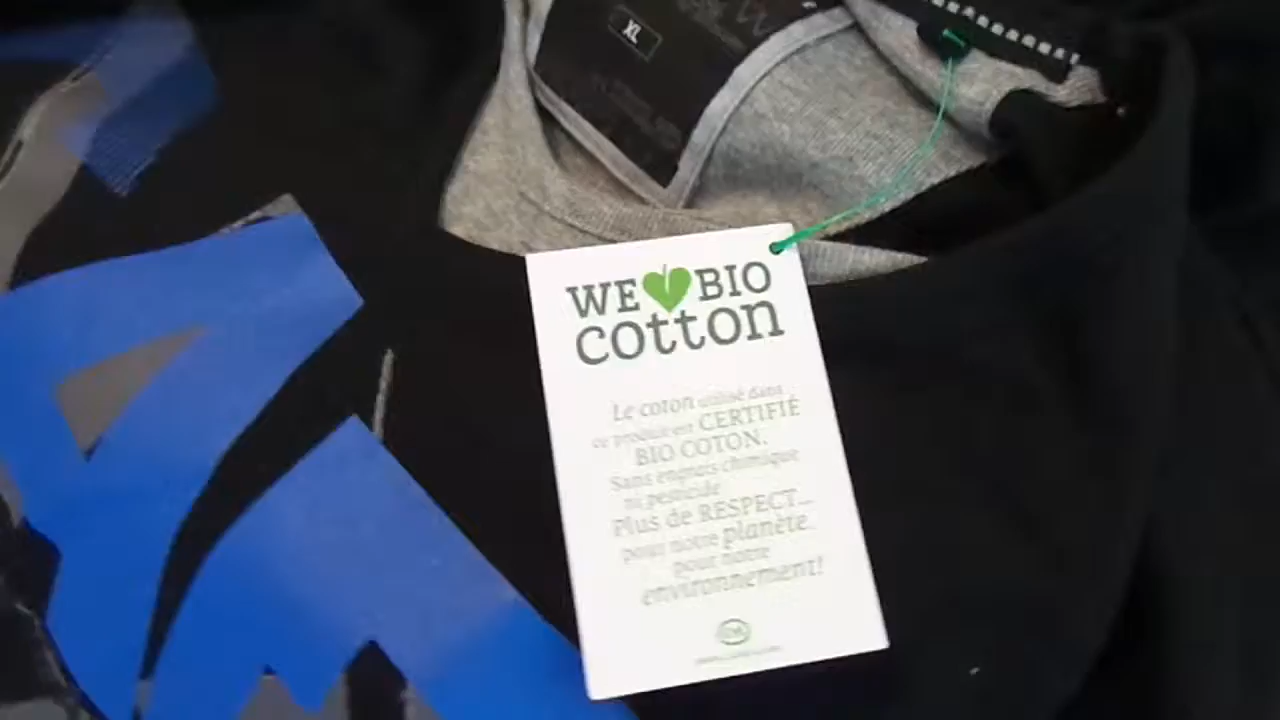 XL
WE BIO
cotton
Le coton utilisé dans
ce produit est CERTIFIÉ
BIO COTON.
Sans engrais chimique
ni pesticide
Plus de RESPECT...
pour notre planète.
pour notre
environnement!